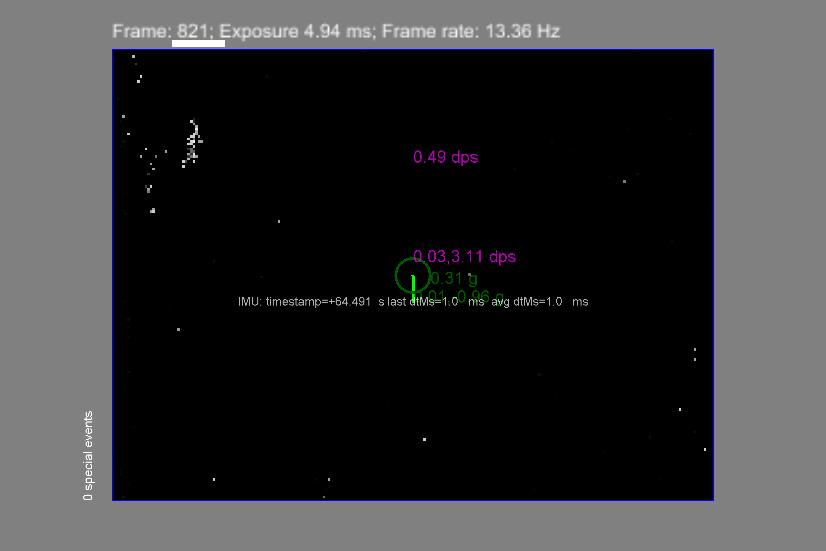 Frame: 821; Exposure 4.94 ms; Frame rate: 13.36 Hz
0.49 dps
0.03,3.11 dps
0.31 g
0.96 g
IMU: timestamp=+64.491 s last dtMs=1.0 ms avg dtMs=1.0 ms
0 special events